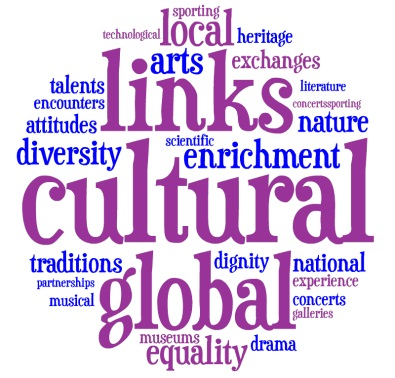 sporting
technological local heritage
arts exchanges
talents links literature
encounters concertssporting
attitudes nature
scientific
diversity enrichment
cultural
traditions dignity national
partnerships global experience
musical concerts
galleries
museums
equality drama